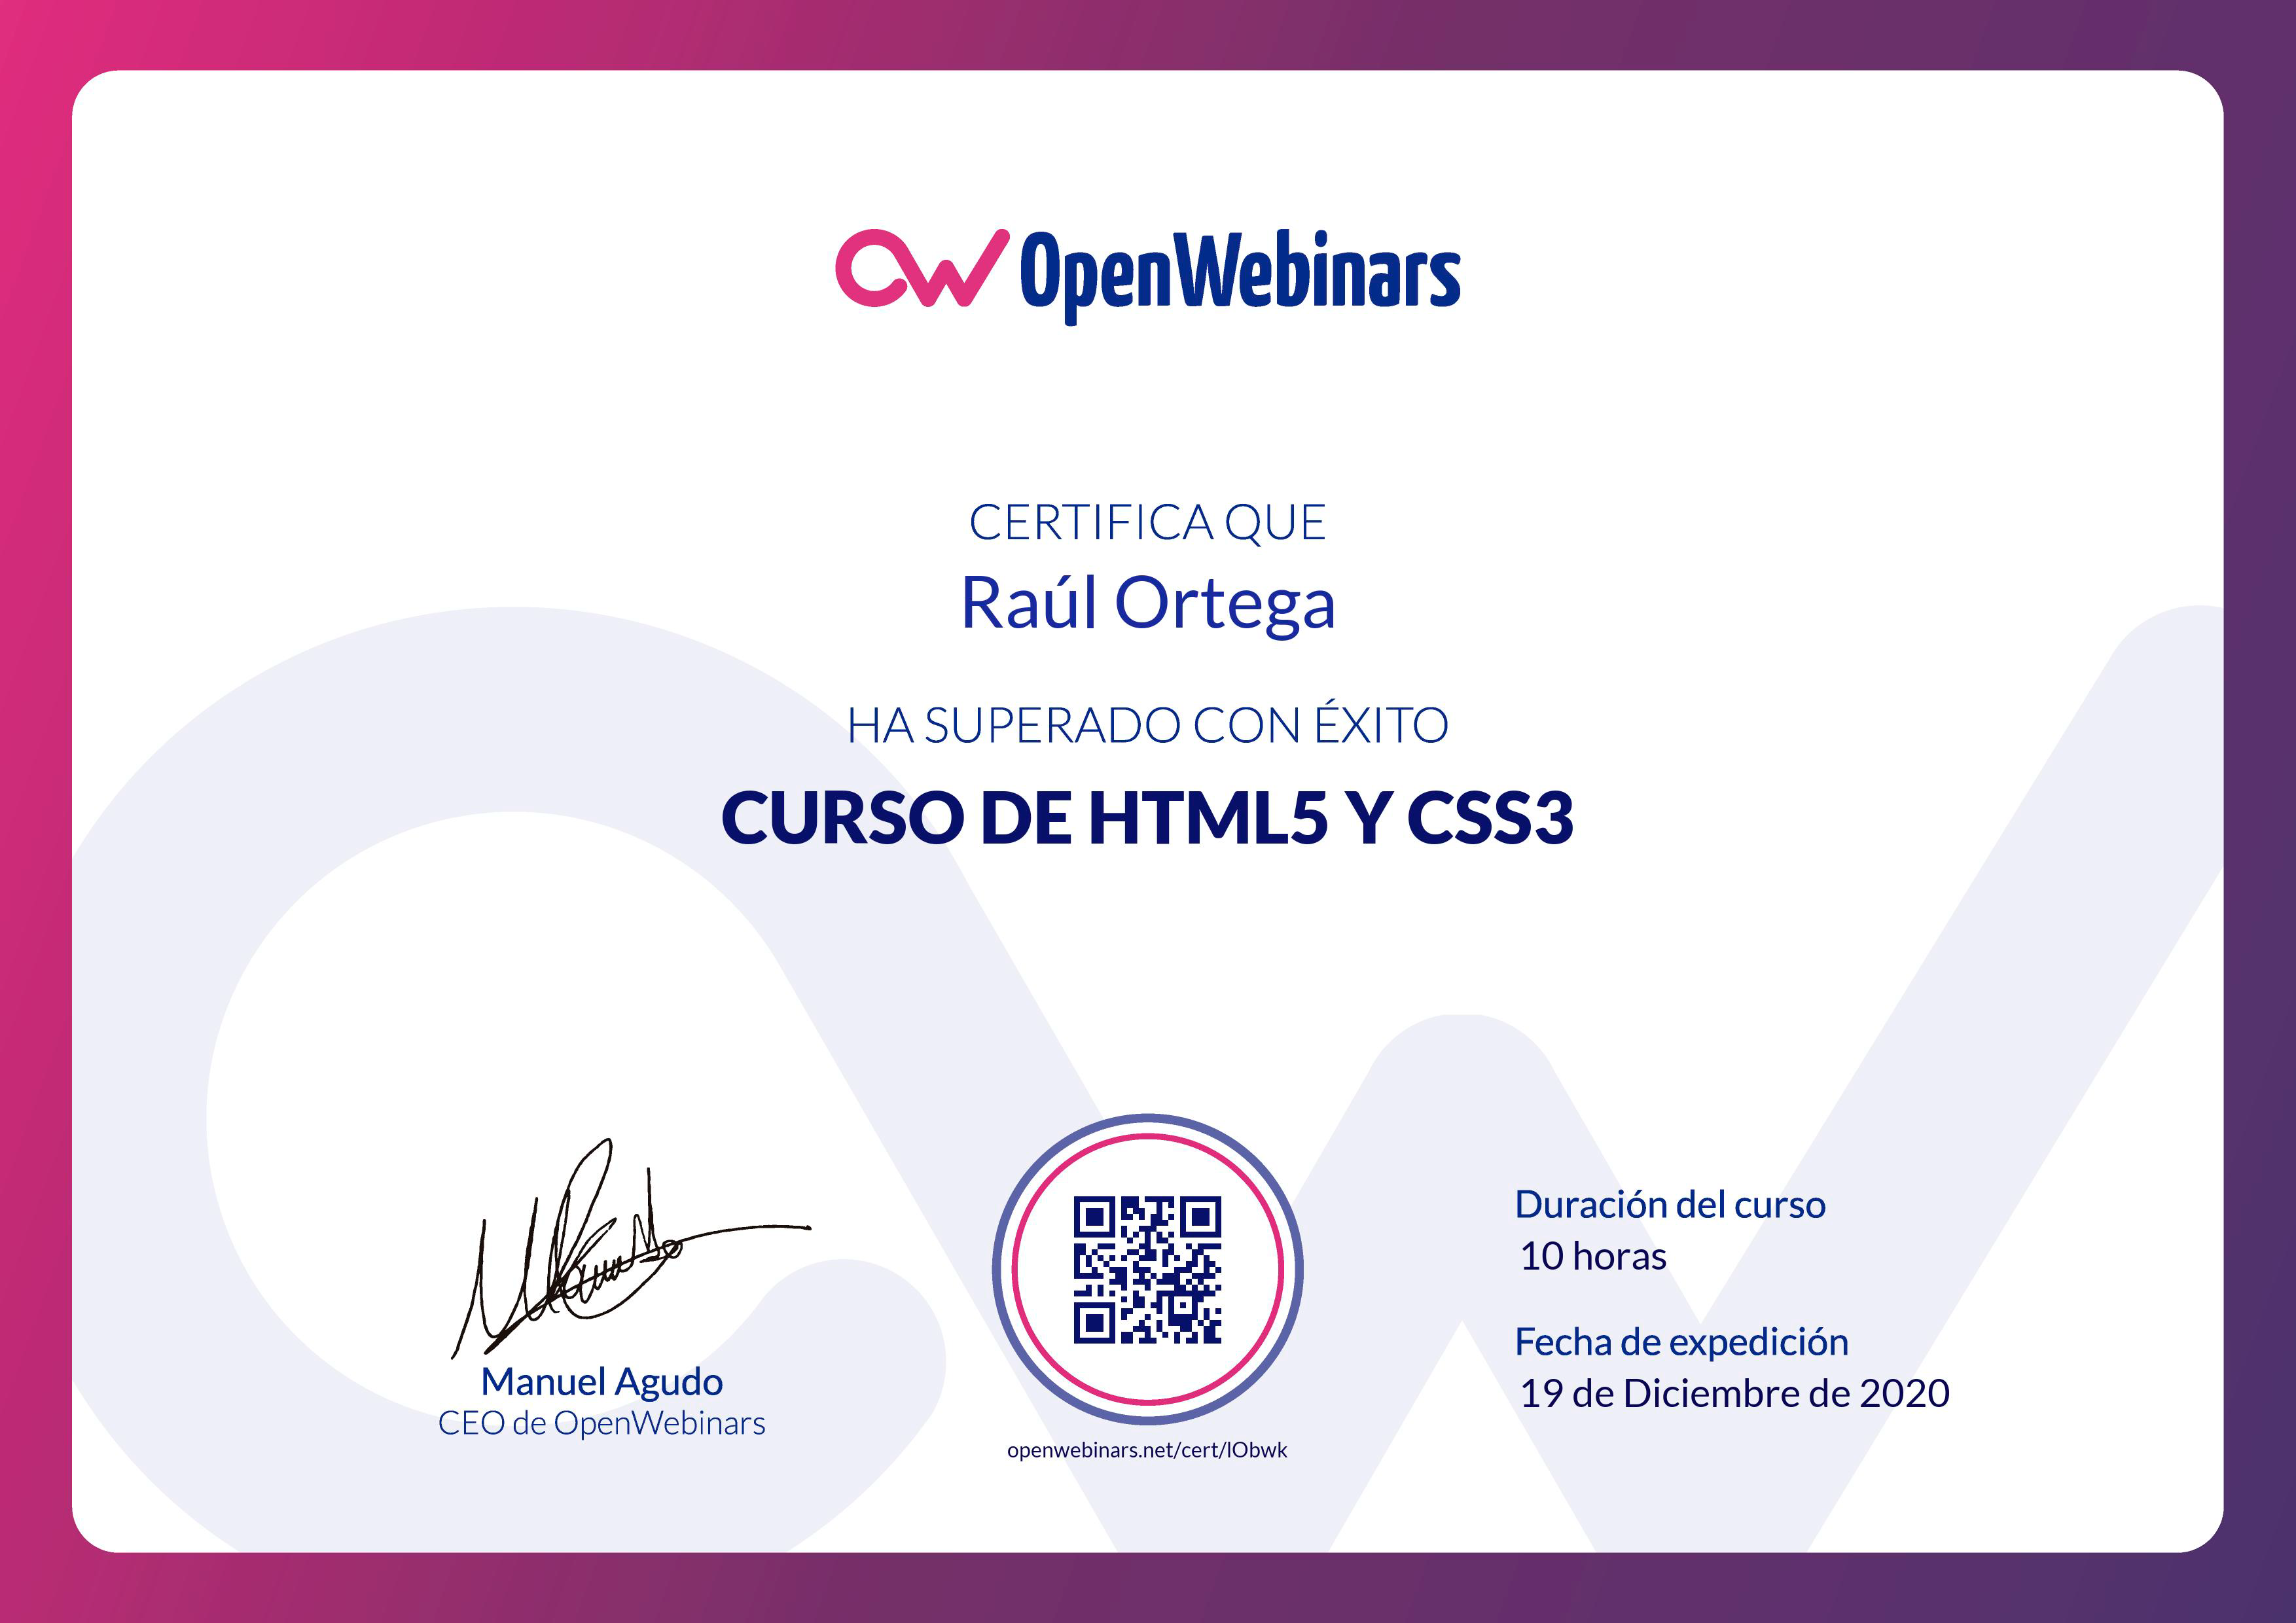 OpenWebinars
CERTIFICA QUE
Raúl Ortega
HA SUPERADO CON ÉXITO
CURSO DE HTML5 Y CSS3
Manuel Agudo
CEO de OpenWebinars
openwebinars.net/cert/lObwk
Duración del curso
10 horas
Fecha de expedición
19 de Diciembre de 2020